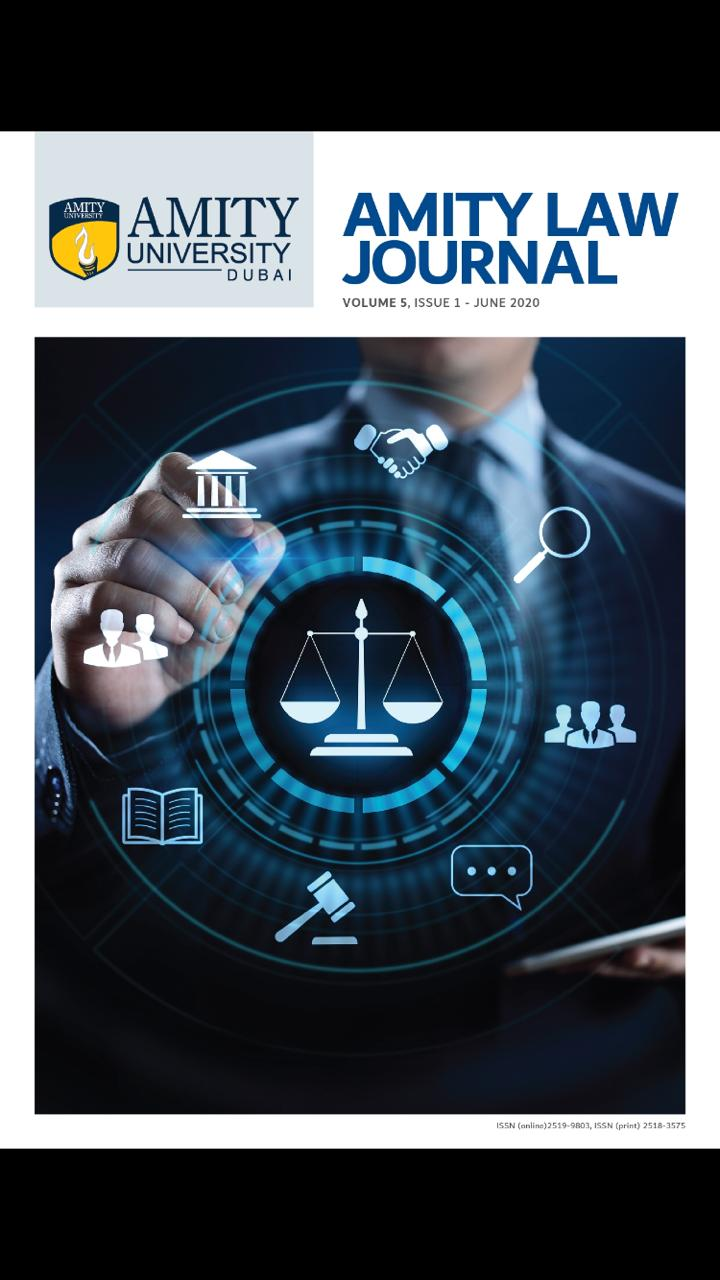 AMITY
UNIVERSITY
AMITY
UNIVERSITY
DUBAI
AMITY LAW
JOURNAL
VOLUME 5, ISSUE 1 - JUNE 2020
ISSN (online)2519-9803, ISSN (print) 2518-3575